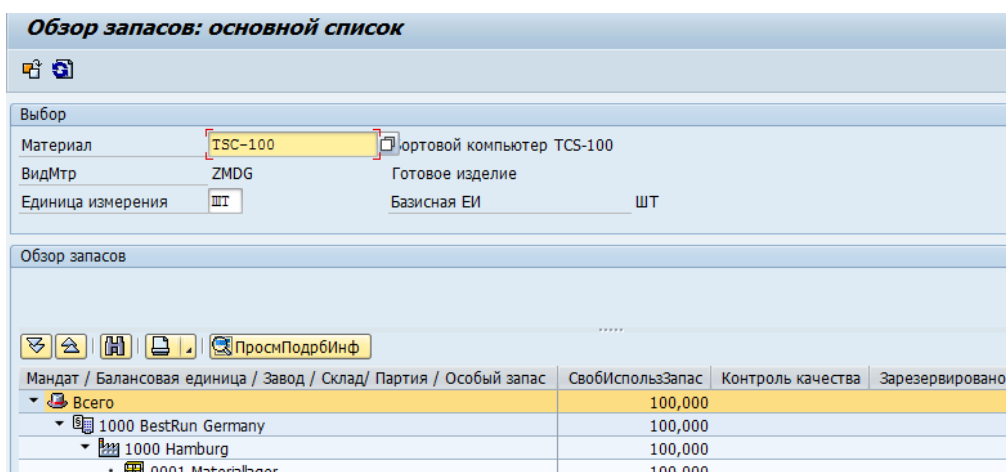 Обзор запасов: основной список
Выбор
Материал TSC-100 ортовой компьютер TCS-100
ВидМтр ZMDG Готовое изделие
Единица измерения ШТ Базисная ЕИ ШТ
Обзор запасов
ПросмПодрбИнф
Мандат / Балансовая единица / Завод / Склад/ Партия / Особый запас СвобИспользЗапас Контроль качества Зарезервировано
Всего 100,000
1000 BestRun Germany 100,000
1000 Hamburg 100,000
0001 Materiallager 100,000